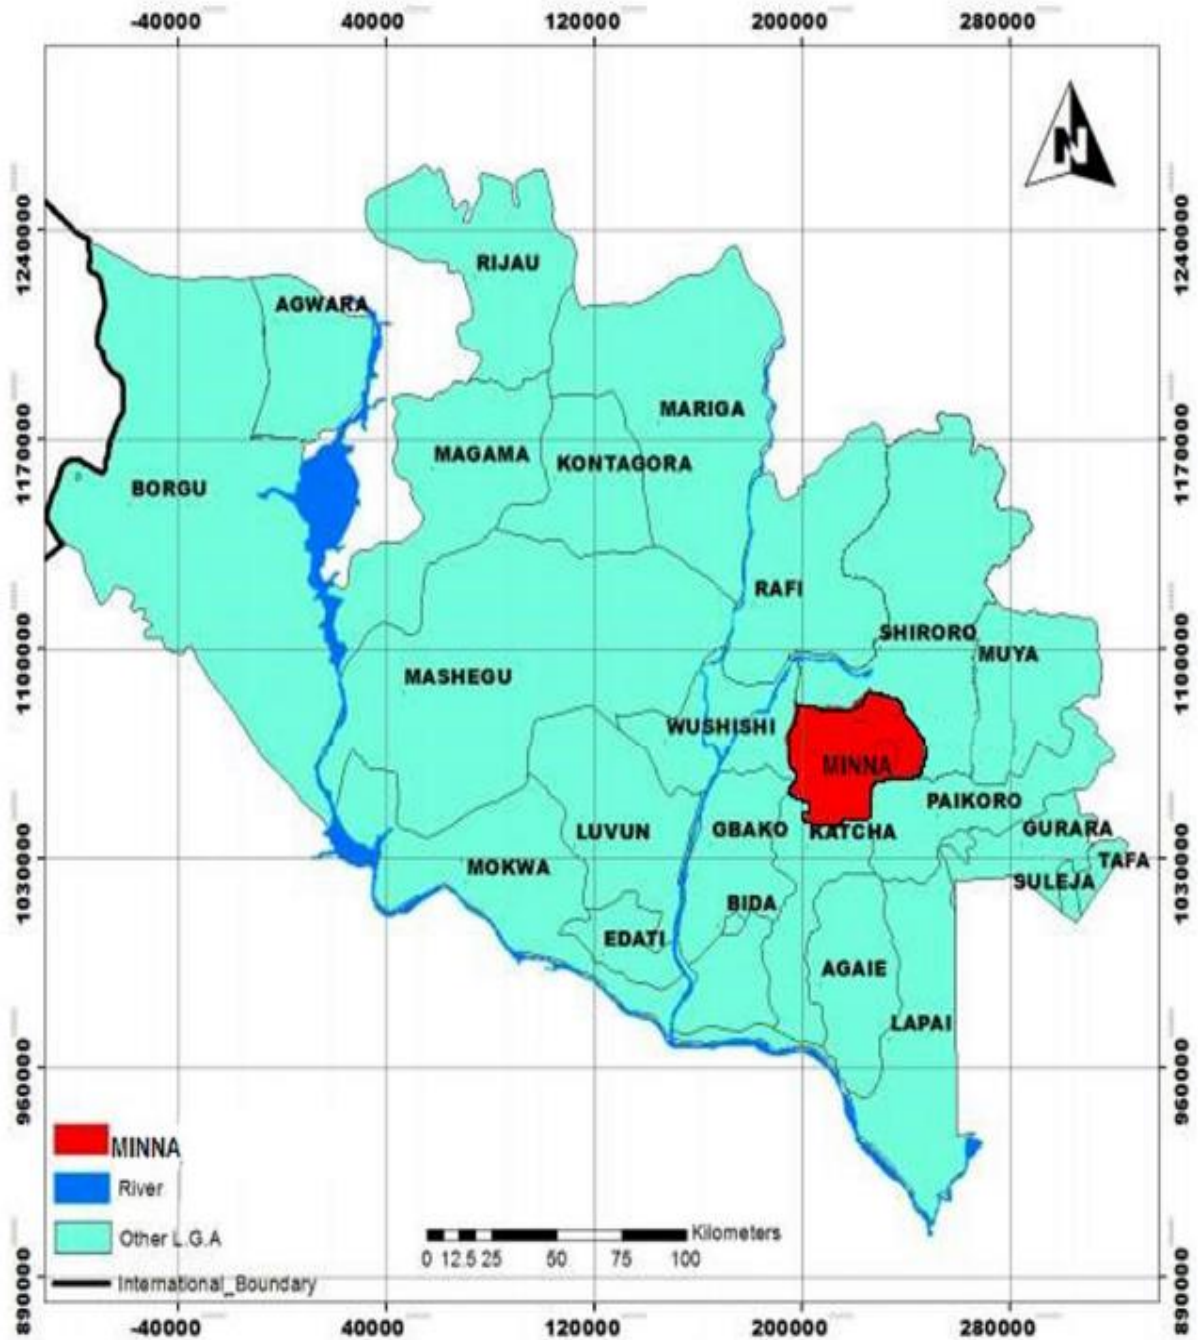 -40000 40000 120000 200000 280000
N
1240000 1240000
RIJAU
AGWARA
MARIGA
1170000 1170000
MAGAMA KONTAGORA
BORGU
RAFI
SHIRORO
MUYA
1100000 1100000
MASHEGU
WUSHISHI
MINNA
PAIKORO
LUVUN GBAKO KATCHA GURARA
1030000 1030000
MOKWA TAFA
SULEJA
BIDA
EDATI
AGAIE
LAPAI
960000 960000
MINNA
River
Other L.G.A
Kilometers
0 12.5 25 50 75 100
International_Boundary
890000 890000
-40000 40000 120000 200000 280000